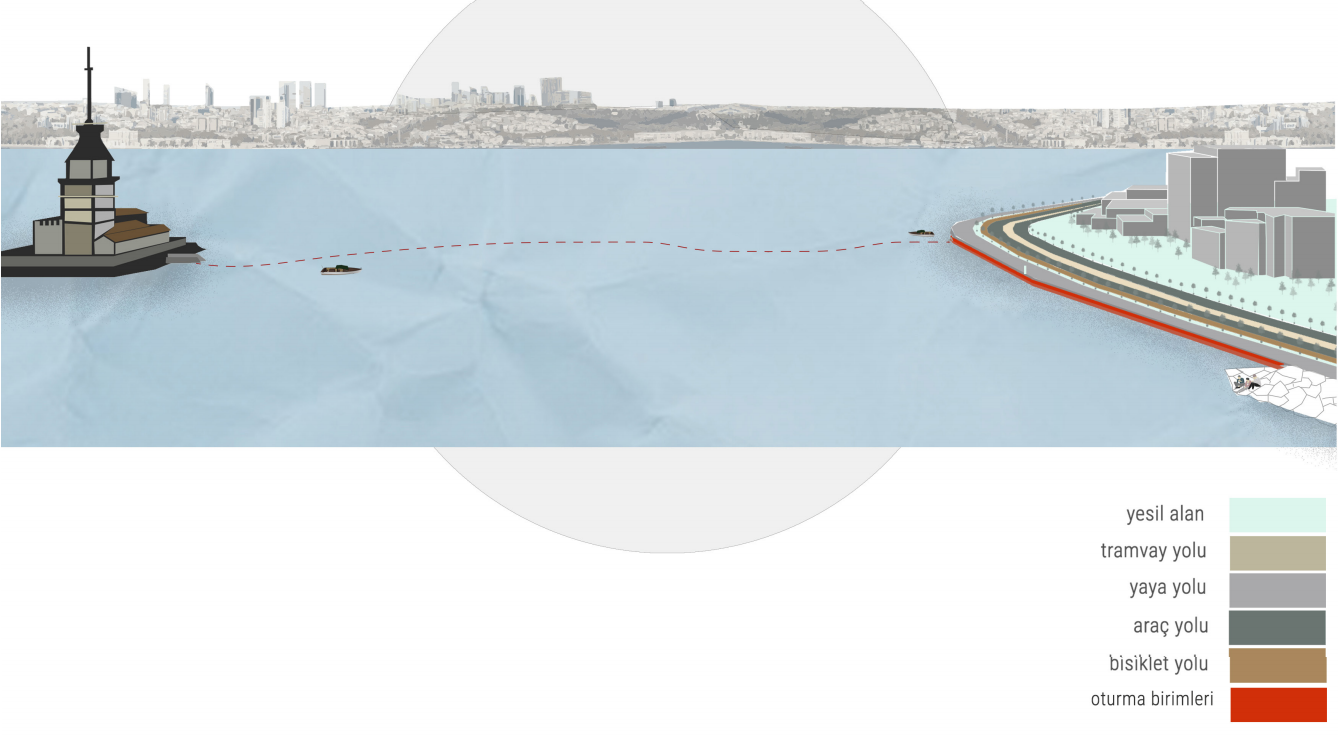 yesil alan
tramvay yolu
yaya yolu
araç yolu
bisiklet yolu
oturma birimleri